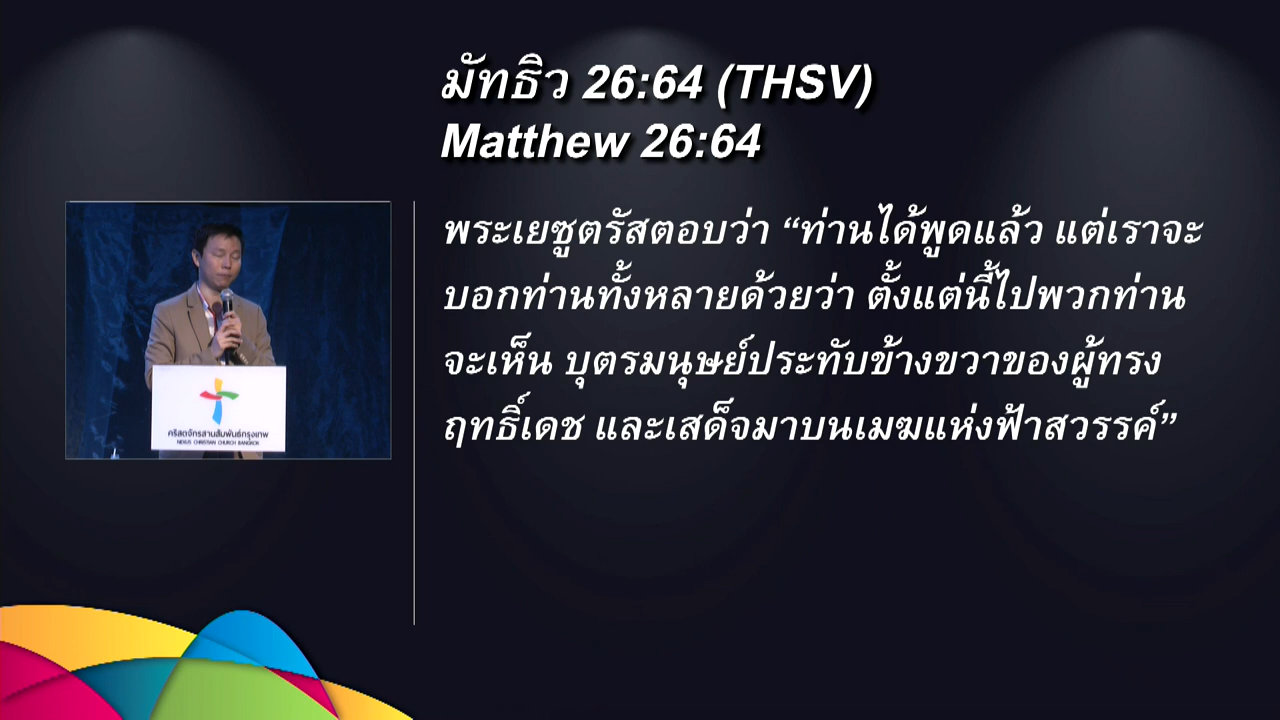 มัทธิว 26:64 (THSV)
Matthew 26:64
พระเยซูตรัสตอบว่า “ท่านได้พูดแล้ว แต่เราจะ
บอกท่านทั้งหลายด้วยว่า ตั้งแต่นี้ไปพวกท่าน
จะเห็น บุตรมนุษย์ประทับข้างขวาของผู้ทรง
ฤทธิ์เดช และเสด็จมาบนเมฆแห่งฟ้าสวรรค์”
คริสตจักรสานสัมพันธ์กรุงเทพ
NEXUS CHRISTIAN CHURCH BANGKOK